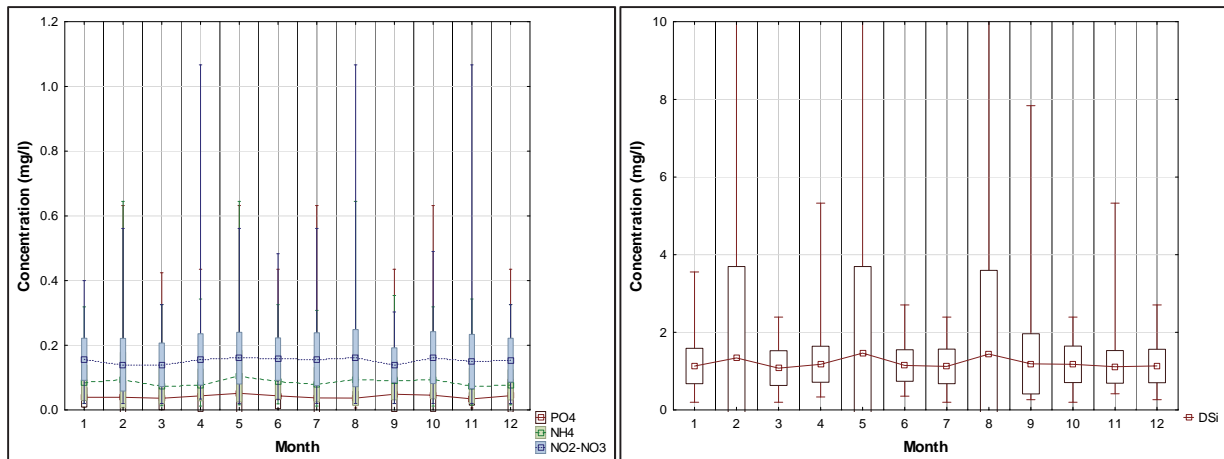 1.2
1.0
0.8
0.6
0.4
0.2
0.0
Concentration (mg/l)
1 2 3 4 5 6 7 8 9 10 11 12
Month
PO4
NH4
NO2-NO3
10
8
6
4
2
0
Concentration (mg/l)
1 2 3 4 5 6 7 8 9 10 11 12
Month
DSi